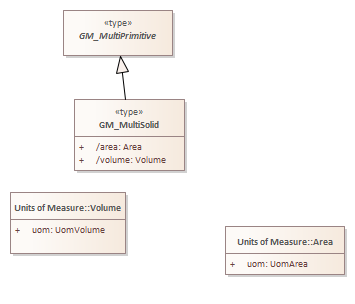 «type»
GM_MultiPrimitive
«type»
GM_MultiSolid
+ /area: Area
+ /volume: Volume
Units of Measure::Volume
+ uom: UomVolume
Units of Measure::Area
+ uom: UomArea